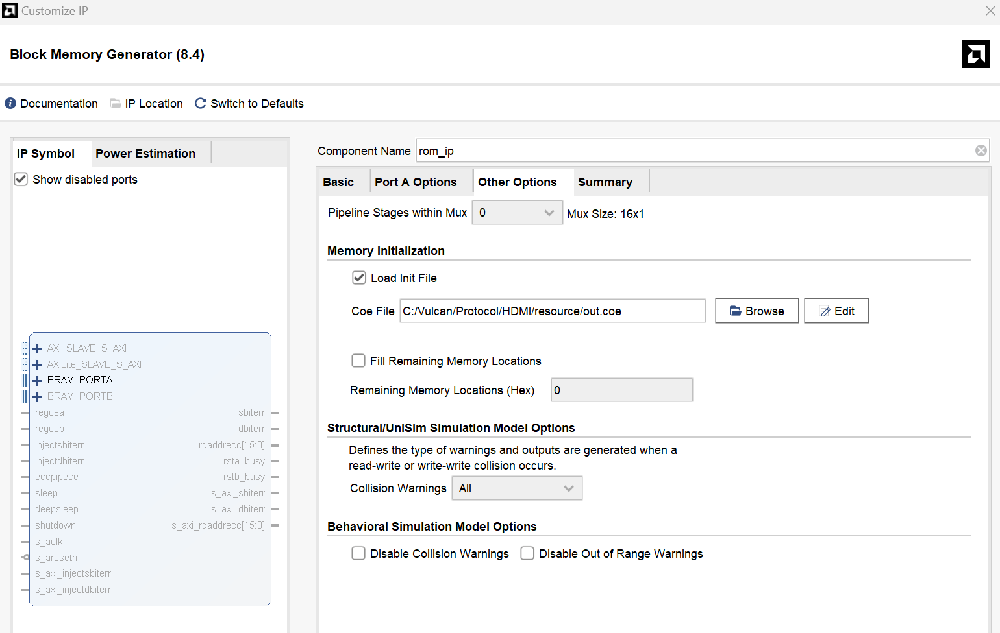 Customize IP
Block Memory Generator (8.4)
Documentation IP Location Switch to Defaults
IP Symbol Power Estimation
Show disabled ports
AXI_SLAVE_S_AXI
AXILite_SLAVE_S_AXI
BRAM_PORTA
BRAM_PORTB
regcea sbiterr
regceb dbiterr
injectsbiterr rdaddrecc[15:0]
injectdbiterr rsta_busy
eccpipece rstb_busy
sleep s_axi_sbiterr
deepsleep s_axi_dbiterr
shutdown s_axi_rdaddrecc[15:0]
s_aclk
s_aresetn
s_axi_injectsbiterr
s_axi_injectdbiterr
Component Name rom_ip
Basic Port A Options Other Options Summary
Pipeline Stages within Mux 0 Mux Size: 16x1
Memory Initialization
Load Init File
Coe File C:/Vulcan/Protocol/HDMI/resource/out.coe Browse Edit
Fill Remaining Memory Locations
Remaining Memory Locations (Hex) 0
Structural/UniSim Simulation Model Options
Defines the type of warnings and outputs are generated when a
read-write or write-write collision occurs.
Collision Warnings All
Behavioral Simulation Model Options
Disable Collision Warnings Disable Out of Range Warnings